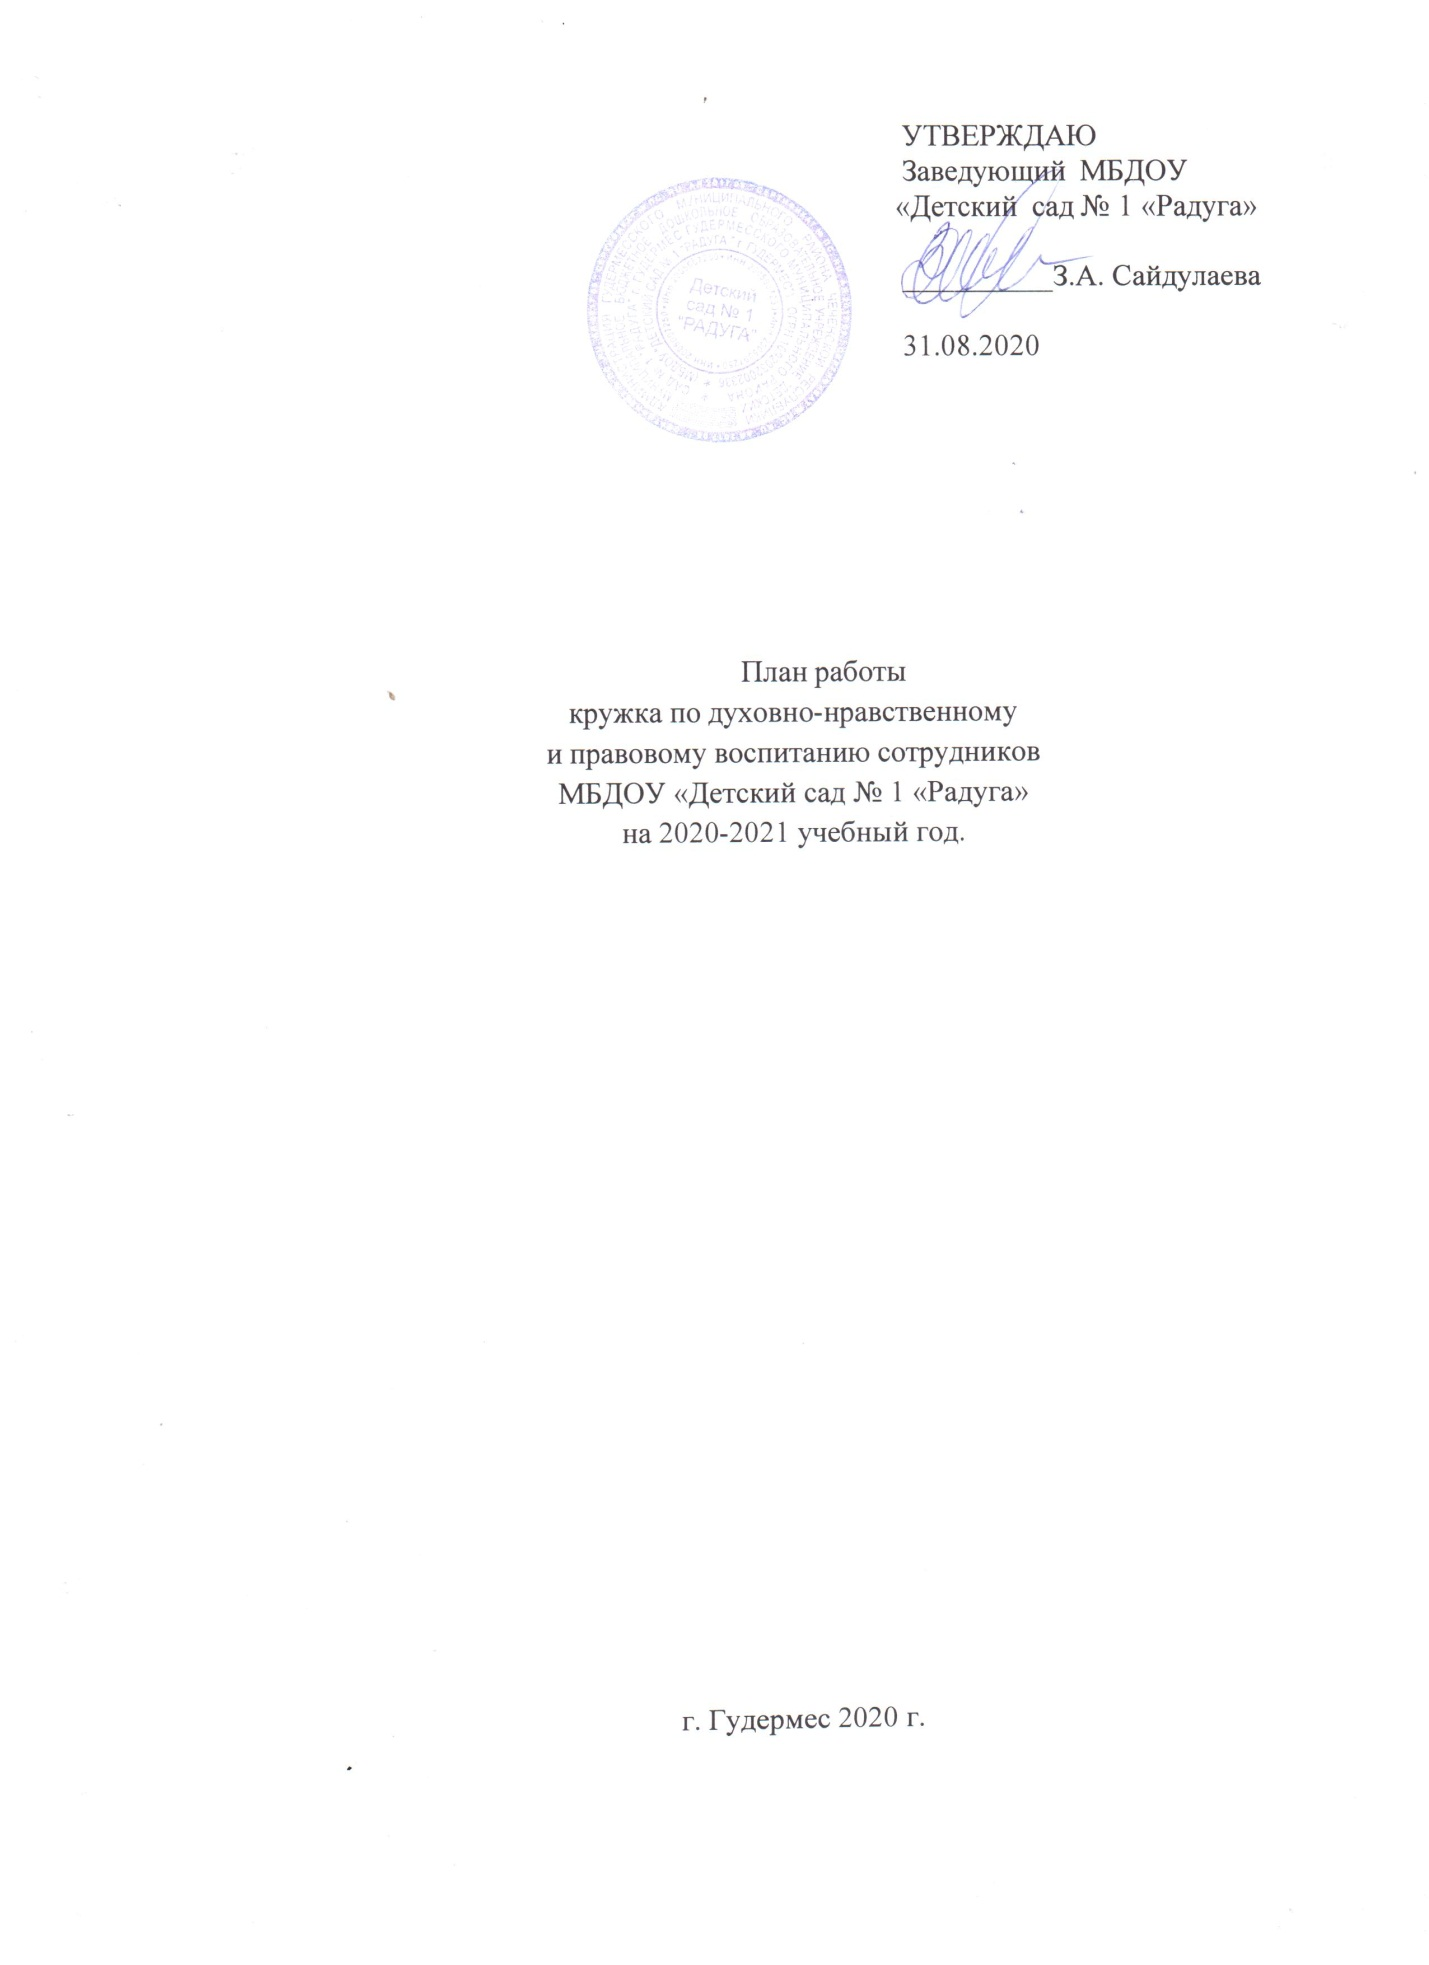 УТВЕРЖДАЮ
Заведующий МБДОУ
«Детский сад № 1 «Радуга»
З.А. Сайдулаева
31.08.2020
Детский
сад № 1
"РАДУГА"
План работы
кружка по духовно-нравственному
и правовому воспитанию сотрудников
МБДОУ «Детский сад № 1 «Радуга»
на 2020-2021 учебный год.
г. Гудермес 2020 г.